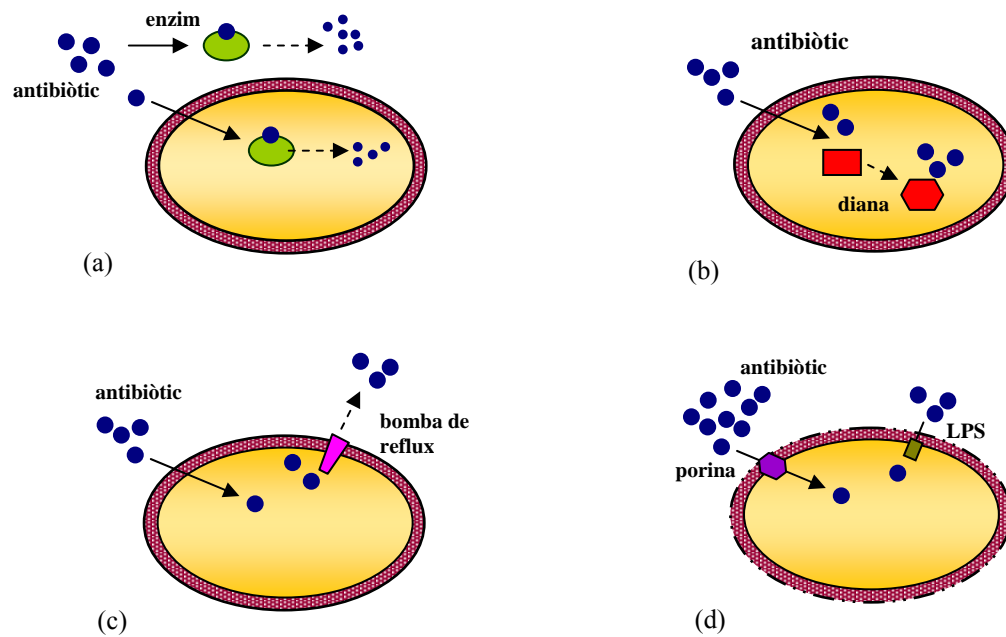 enzim
antibiòtic
(a)
antibiòtic
diana
(b)
antibiòtic
bomba de
reflux
(c)
antibiòtic
LPS
porina
(d)